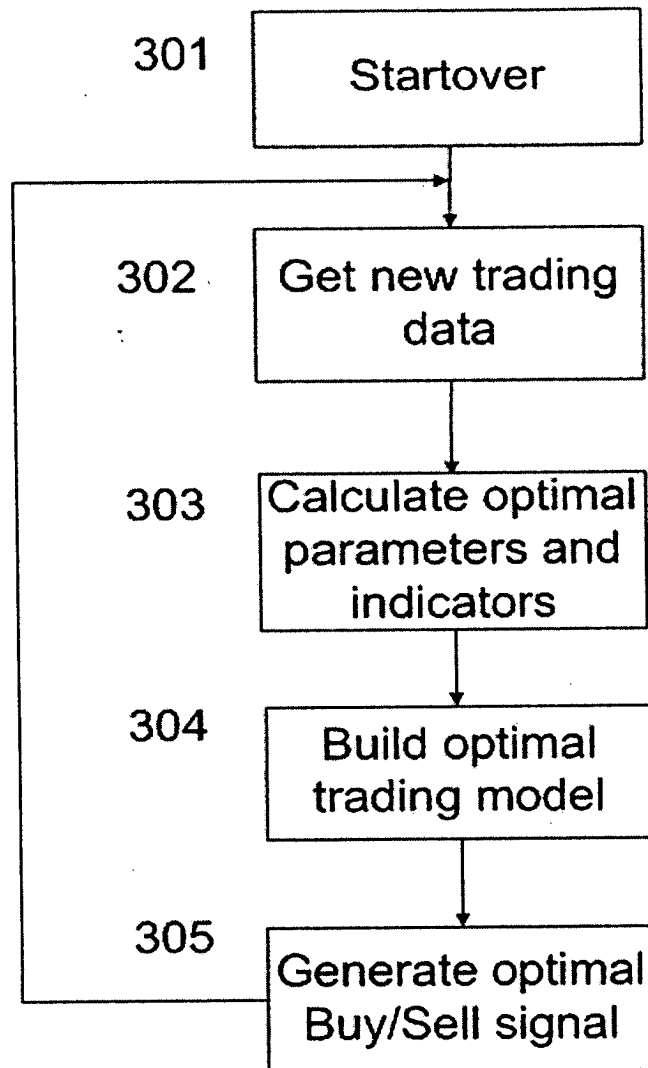 301
Startover
302
Get new trading
data
303
Calculate optimal
parameters and
indicators
304
Build optimal
trading model
305
Generate optimal
Buy/Sell signal